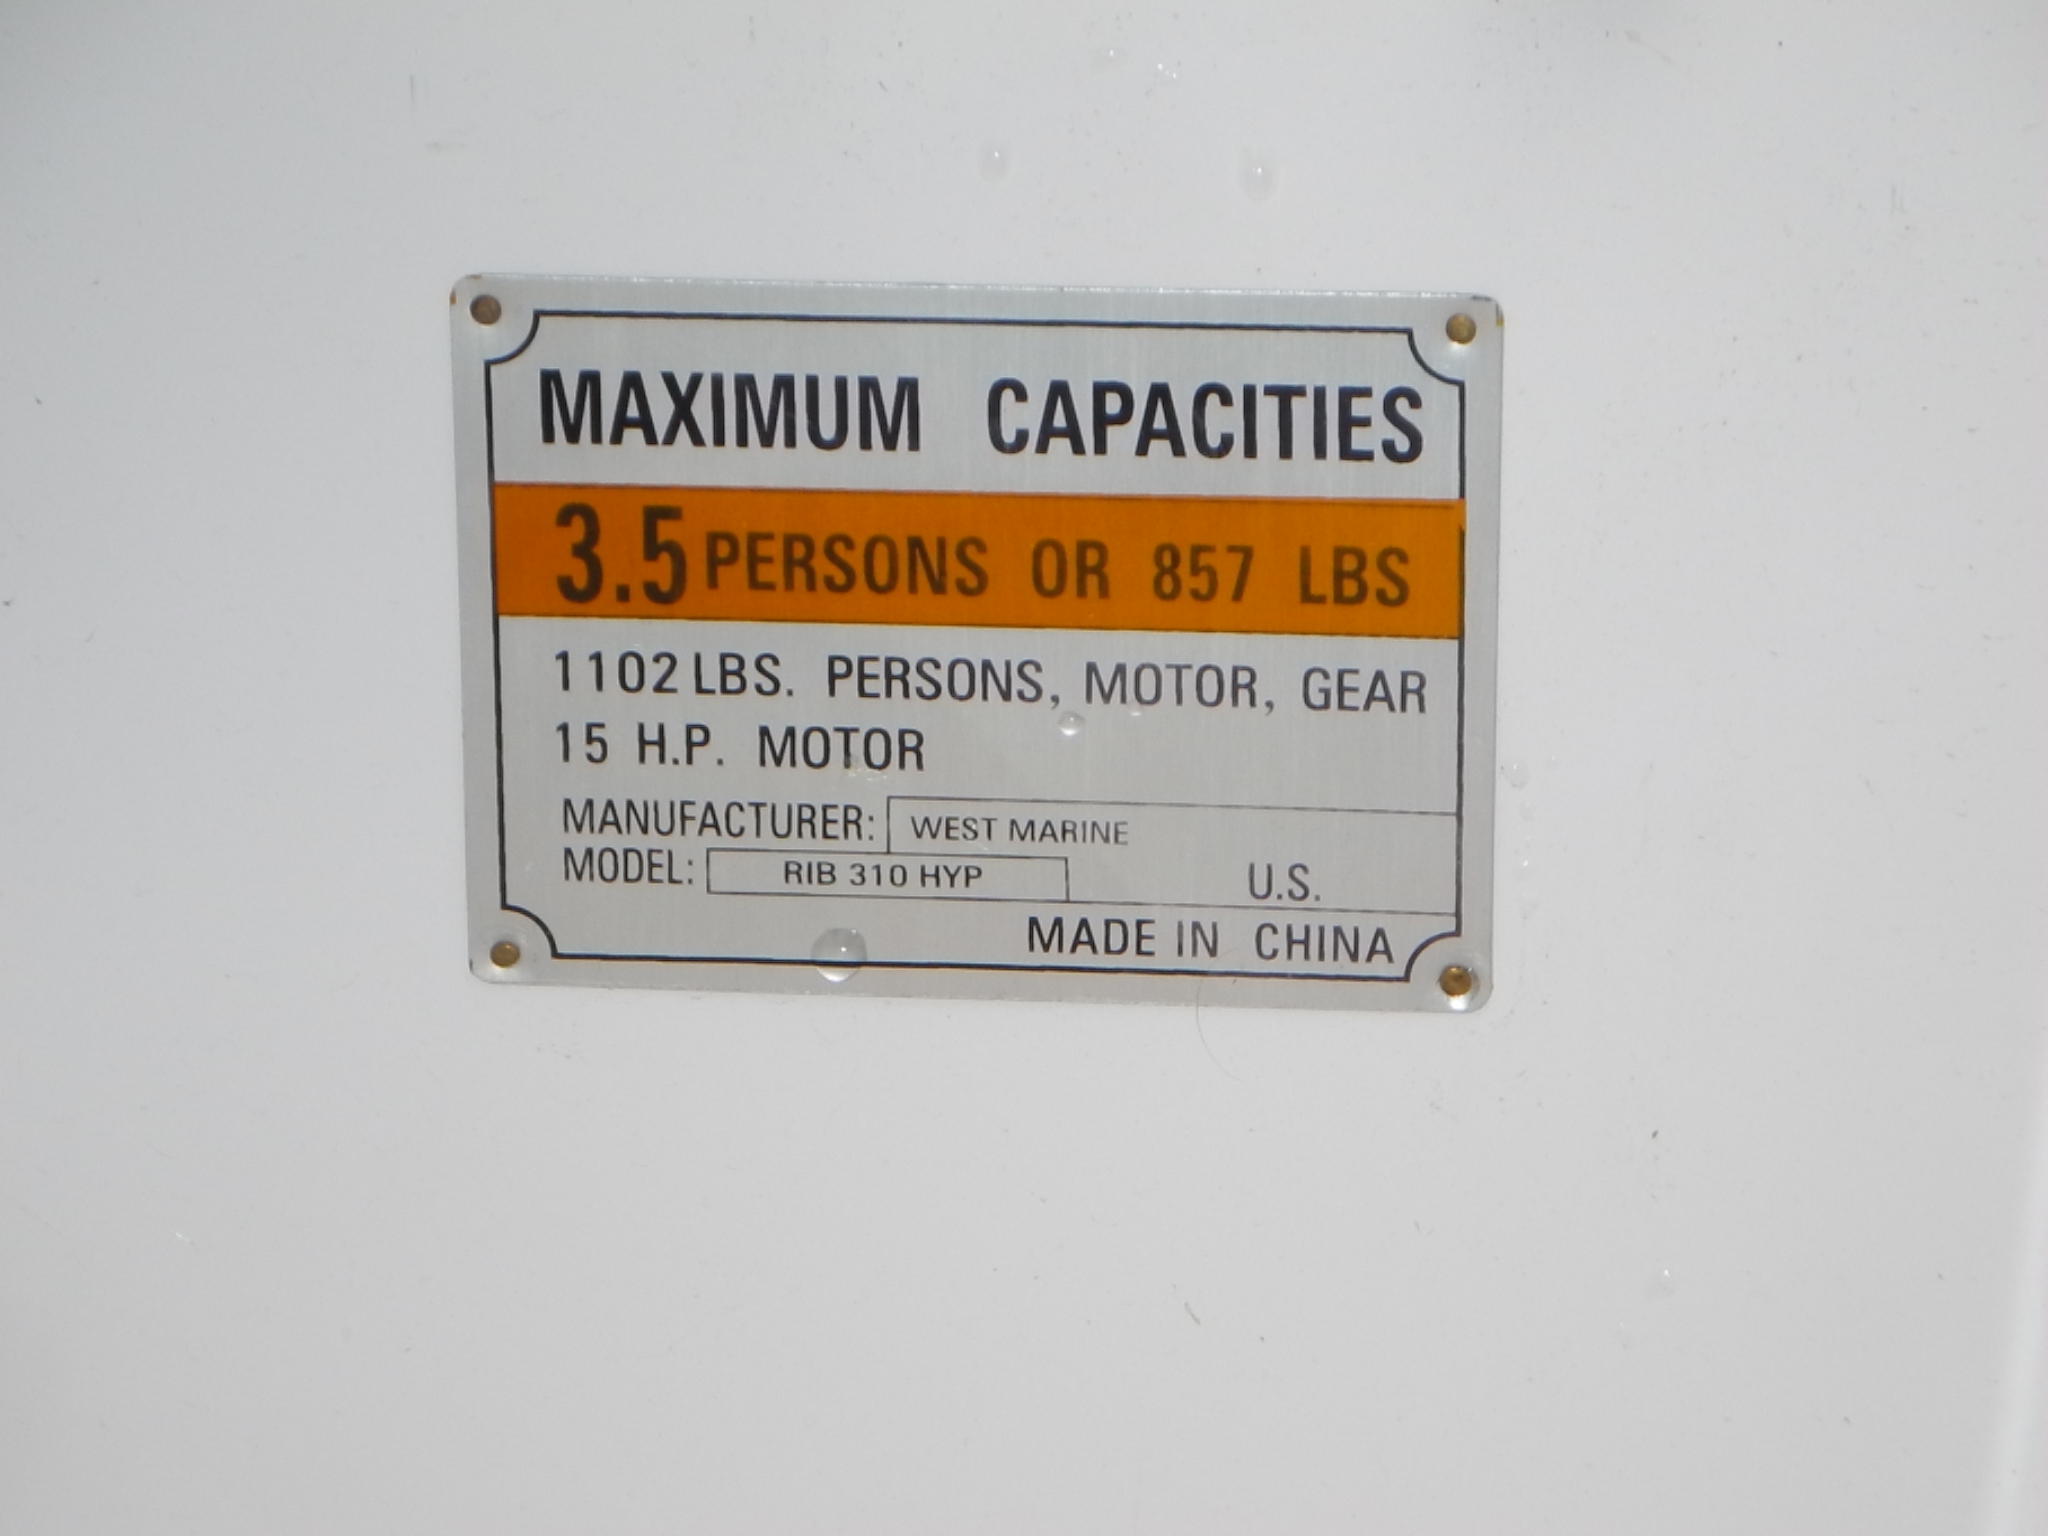 MAXIMUM CAPACITIES
3.5 PERSONS OR 857 LBS
1102 LBS. PERSONS, MOTOR, GEAR
15 H.P. MOTOR
MANUFACTURER: WEST MARINE
MODEL: RIB 310 HYP U.S.
MADE IN CHINA